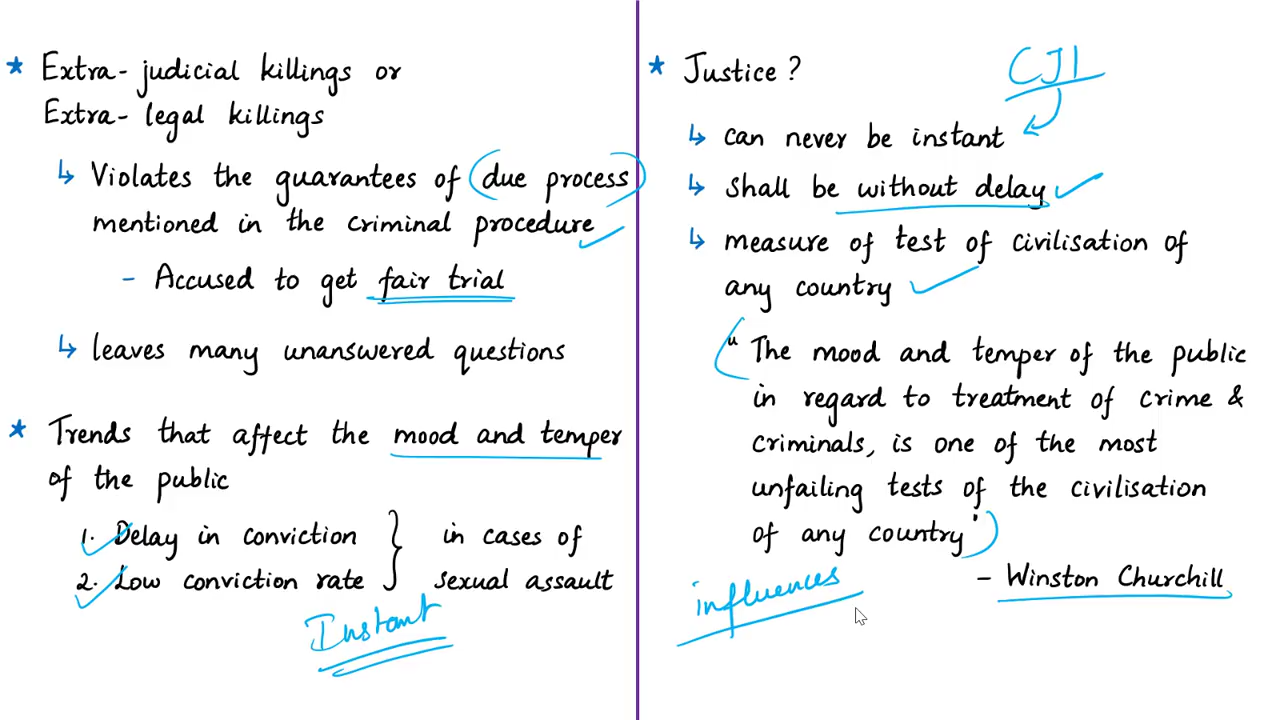 * Extra-judicial killings or
Extra-legal killings
↳ Violates the guarantees of (due process)
mentioned in the criminal procedure
- Accused to get fair trial
↳ leaves many unanswered questions
* Trends that affect the mood and temper
of the public
1. Delay in conviction } in cases of
2. Low conviction rate } sexual assault
Instant
* Justice ?
CJI
↳ can never be instant
↳ shall be without delay
↳ measure of test of civilisation of
any country
("The mood and temper of the public
in regard to treatment of crime &
criminals, is one of the most
unfailing tests of the civilisation
of any country")
- Winston Churchill
influences